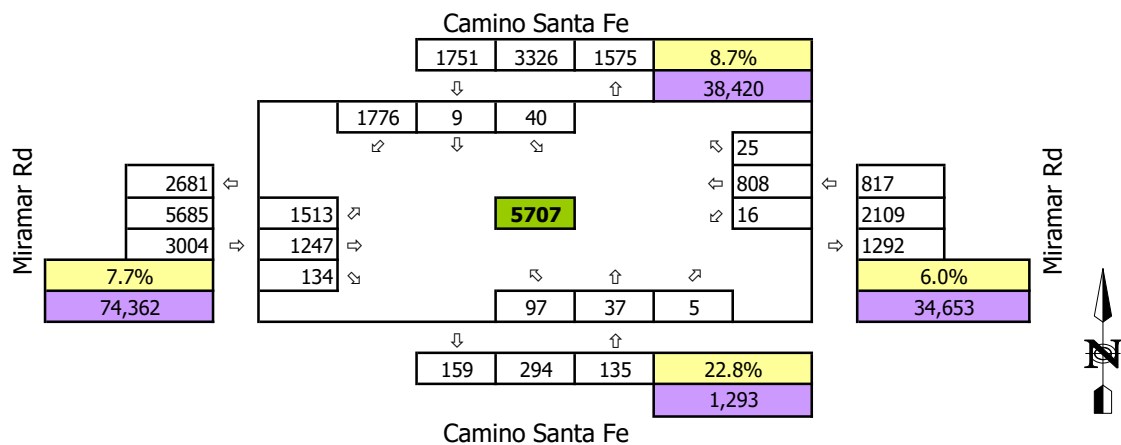 Camino Santa Fe
1751 3326 1575 8.7%
38,420
1776 9 40
25
2681 808 817
5685 1513 5707 16 2109
3004 1247 1292
7.7% 134 6.0%
74,362 97 37 5 34,653
159 294 135 22.8%
1,293
Camino Santa Fe
Miramar Rd
Miramar Rd
N